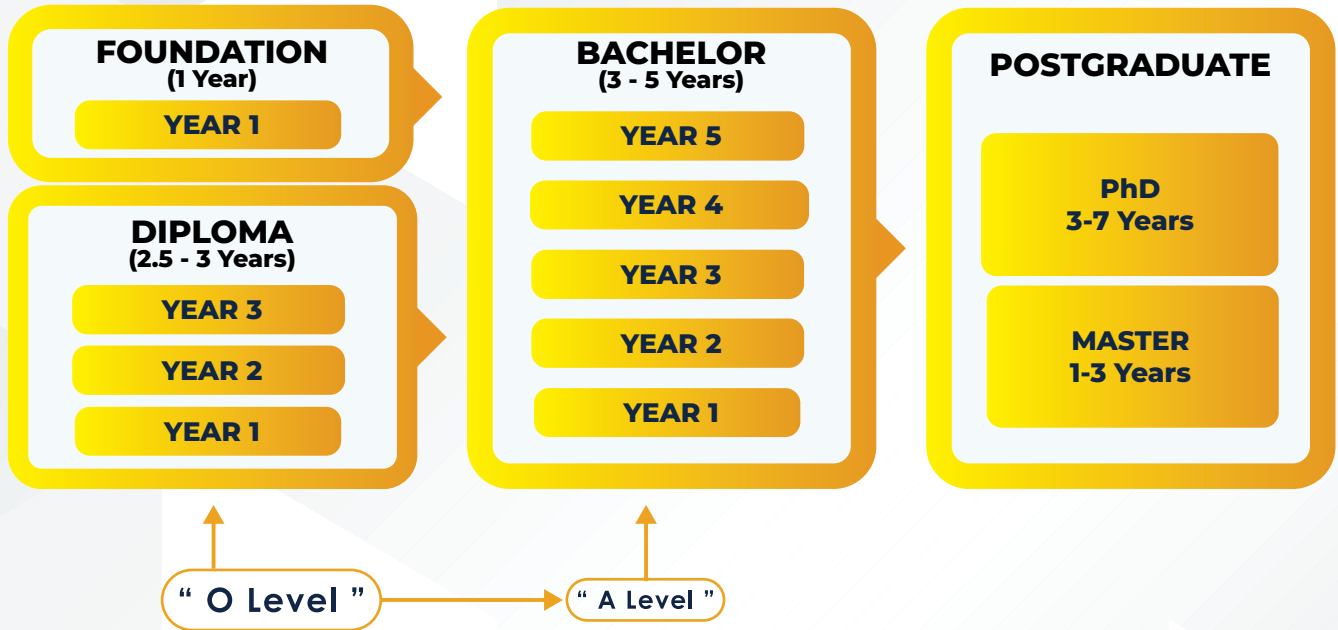 FOUNDATION
(1 Year)
YEAR 1
DIPLOMA
(2.5 - 3 Years)
YEAR 3
YEAR 2
YEAR 1
BACHELOR
(3 - 5 Years)
YEAR 5
YEAR 4
YEAR 3
YEAR 2
YEAR 1
POSTGRADUATE
PhD
3-7 Years
MASTER
1-3 Years
“ O Level ”
“ A Level ”